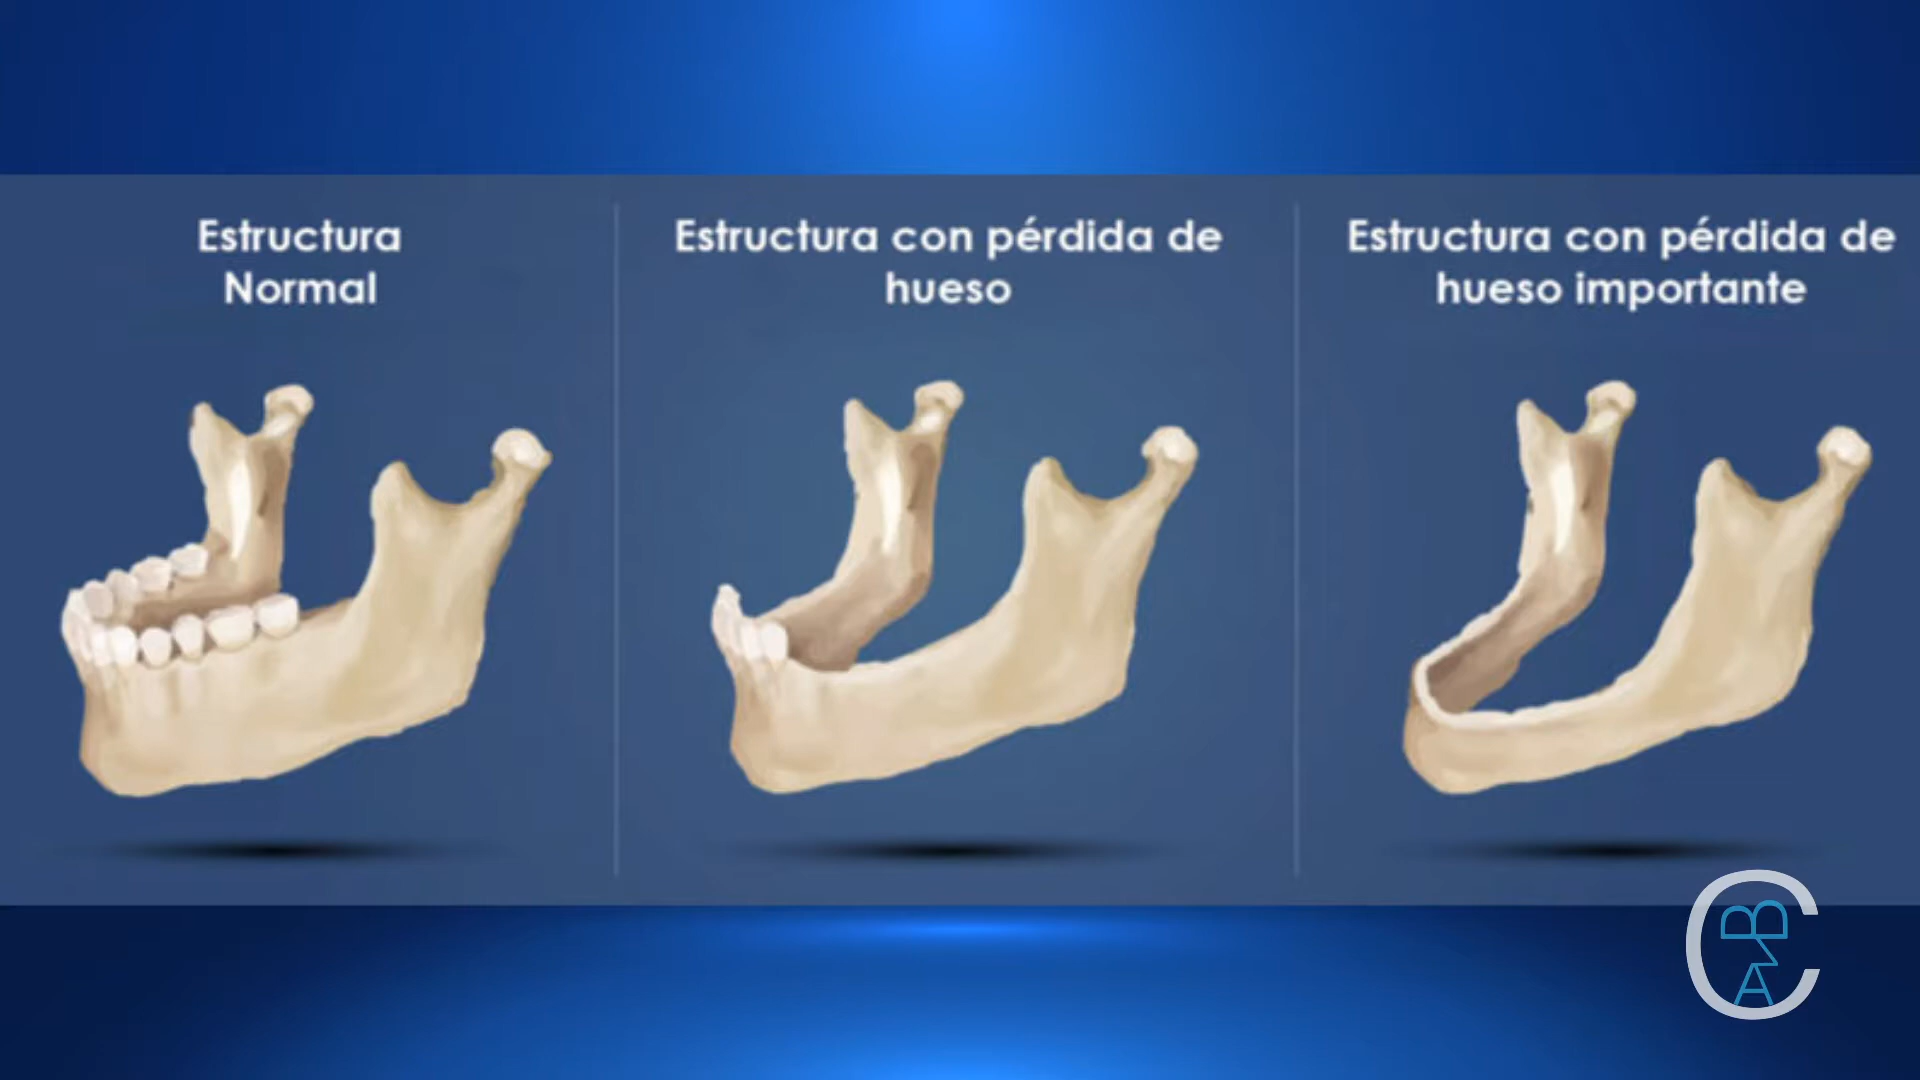 Estructura
Normal
Estructura con pérdida de
hueso
Estructura con pérdida de
hueso importante